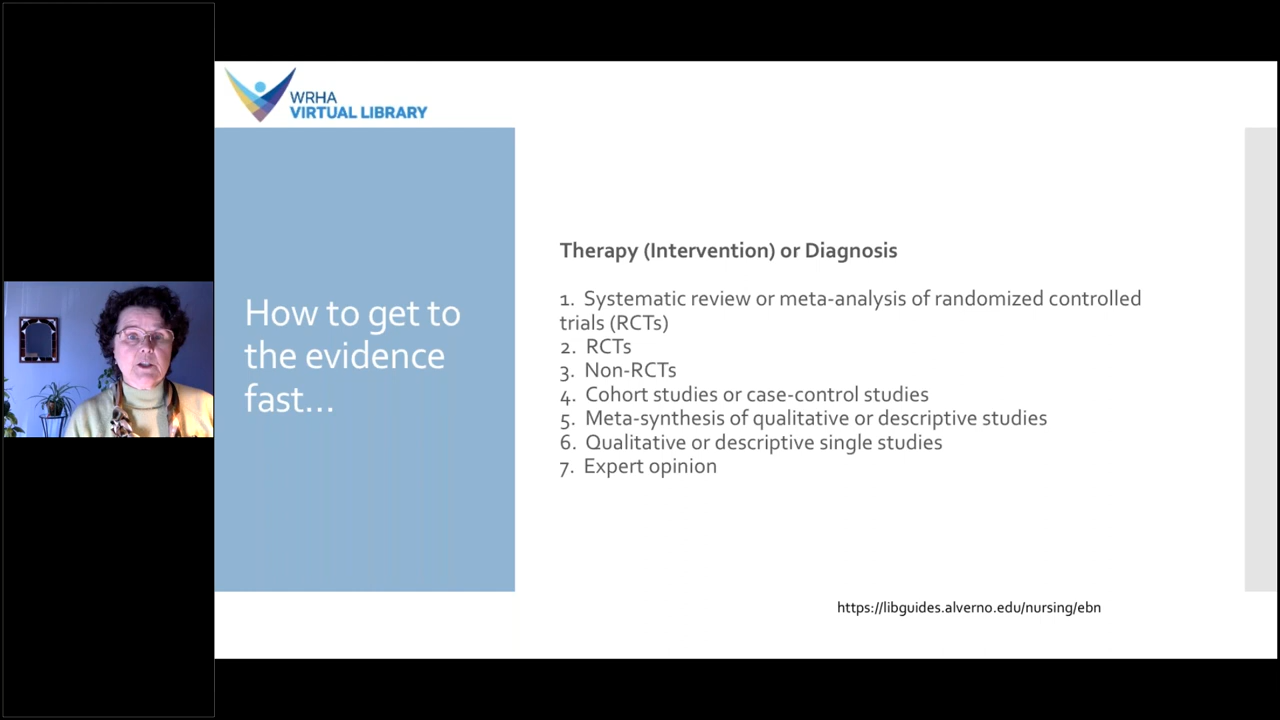 WRHA
VIRTUAL LIBRARY
How to get to
the evidence
fast...
Therapy (Intervention) or Diagnosis
1. Systematic review or meta-analysis of randomized controlled
trials (RCTs)
2. RCTs
3. Non-RCTs
4. Cohort studies or case-control studies
5. Meta-synthesis of qualitative or descriptive studies
6. Qualitative or descriptive single studies
7. Expert opinion
https://libguides.alverno.edu/nursing/ebn